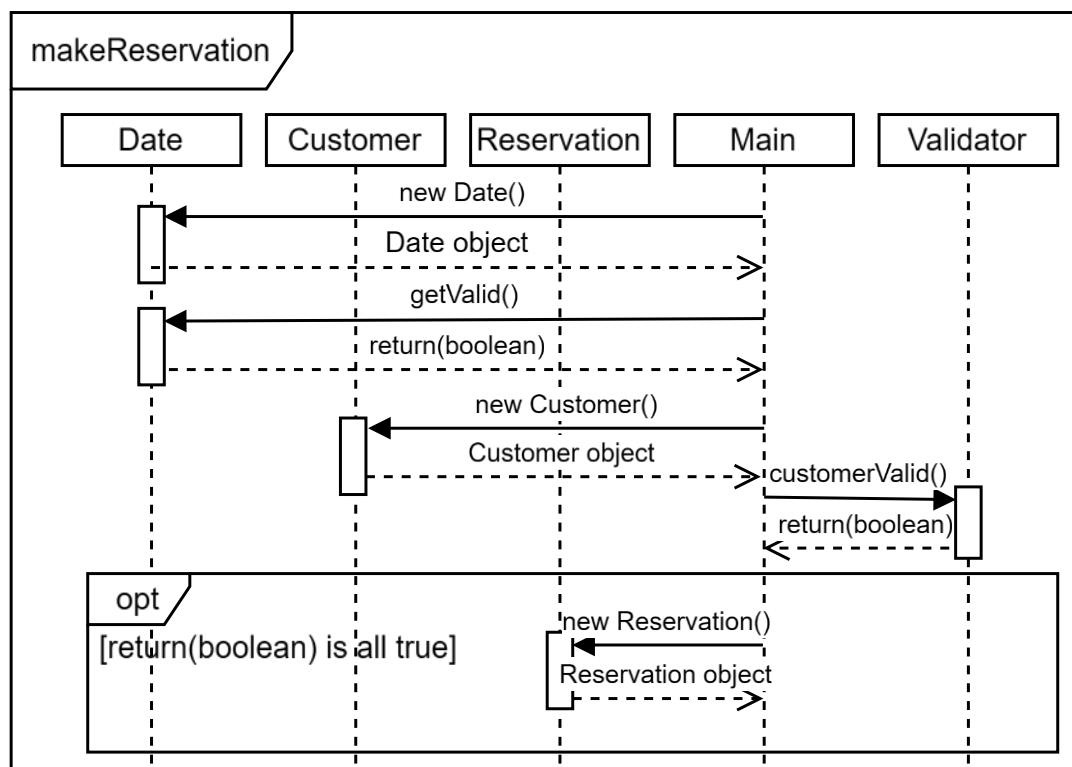 makeReservation
Date
Customer
Reservation
Main
Validator
new Date()
Date object
getValid()
return(boolean)
new Customer()
Customer object
customerValid()
return(boolean)
opt
[return(boolean) is all true]
new Reservation()
Reservation object